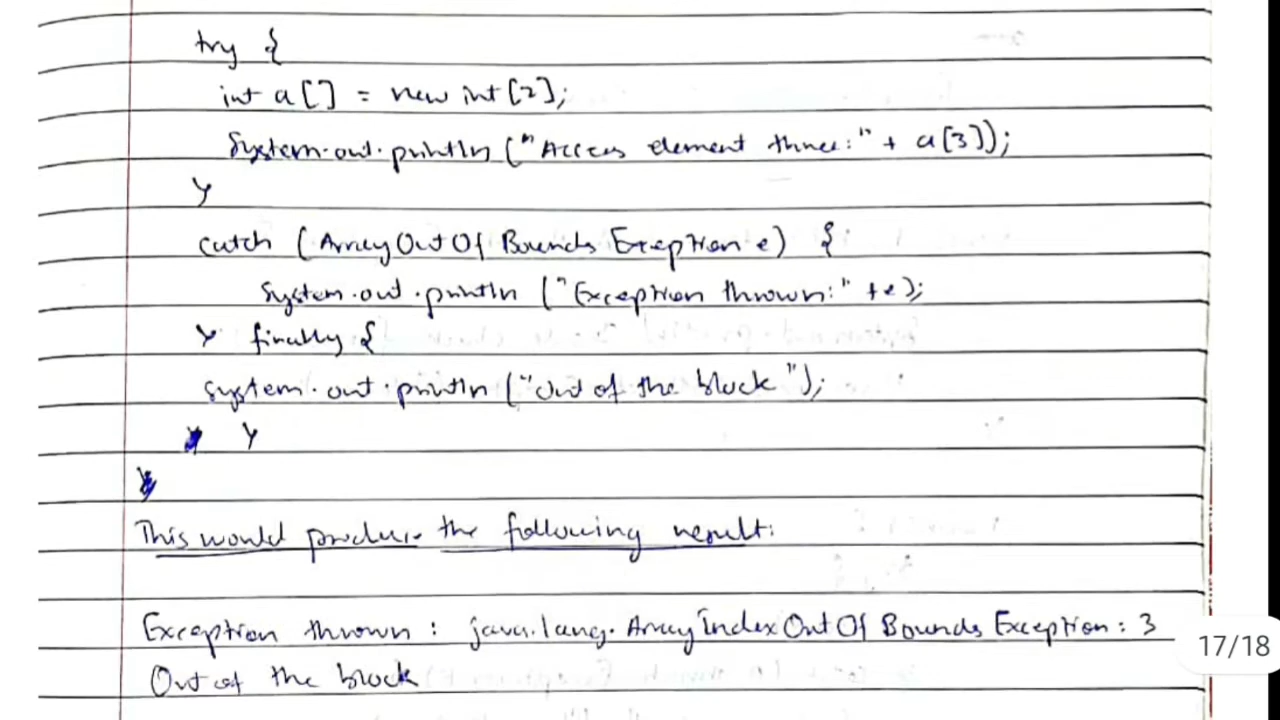 try {
int a[] = new int[2];
System.out.println ("Access element three:" + a[3]);
}
catch (ArrayOutOfBoundsException e) {
System.out.println ("Exception thrown:" +e);
} finally {
system.out.println ("Out of the block");
}
}
}
This would produce the following result:
Exception thrown : java.lang.ArrayIndexOutOfBoundsException : 3
17/18
Out of the block